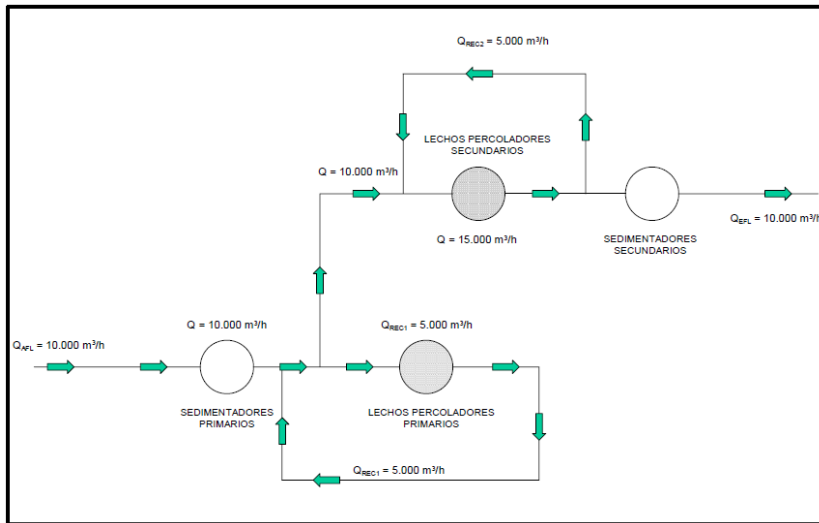 Q_REC2 = 5.000 m³/h
LECHOS PERCOLADORES
SECUNDARIOS
Q = 10.000 m³/h
Q = 15.000 m³/h
SEDIMENTADORES
SECUNDARIOS
Q_EFL = 10.000 m³/h
Q_AFL = 10.000 m³/h
Q = 10.000 m³/h
Q_REC1 = 5.000 m³/h
SEDIMENTADORES
PRIMARIOS
LECHOS PERCOLADORES
PRIMARIOS
Q_REC1 = 5.000 m³/h